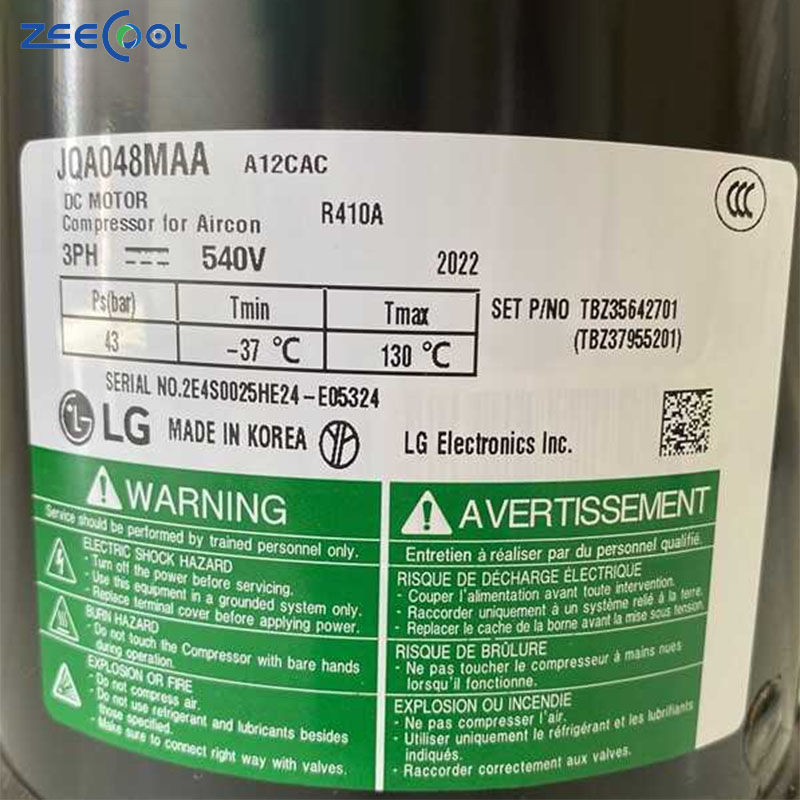 ZEECOOL
JQA048MAA A12CAC
DC MOTOR
Compressor for Aircon R410A
3PH 540V 2022
CCC
Ps(bar) Tmin Tmax
43 -37 ℃ 130 ℃
SET P/NO TBZ35642701
(TBZ37955201)
SERIAL NO.2E4S0025HE24-E05324
LG MADE IN KOREA LG Electronics Inc.
WARNING
Service should be performed by trained personnel only.
ELECTRIC SHOCK HAZARD
- Turn off the power before servicing.
- Use this equipment in a grounded system only.
- Replace terminal cover before applying power.
BURN HAZARD
- Do not touch the Compressor with bare hands
during operation.
EXPLOSION OR FIRE
- Do not compress air.
- Do not use refrigerant and lubricants besides
those specified.
- Make sure to connect right way with valves.
AVERTISSEMENT
Entretien à réaliser par du personnel qualifié.
RISQUE DE DÉCHARGE ÉLECTRIQUE
- Couper l'alimentation avant toute intervention.
- Raccorder uniquement à un système relié à la terre.
- Replacer le cache de la borne avant la mise sous tension.
RISQUE DE BRÛLURE
- Ne pas toucher le compresseur à mains nues
lorsqu'il fonctionne.
EXPLOSION OU INCENDIE
- Ne pas compresser l'air.
- Utiliser uniquement le réfrigérant et les lubrifiants
indiqués.
- Raccorder correctement aux valves.